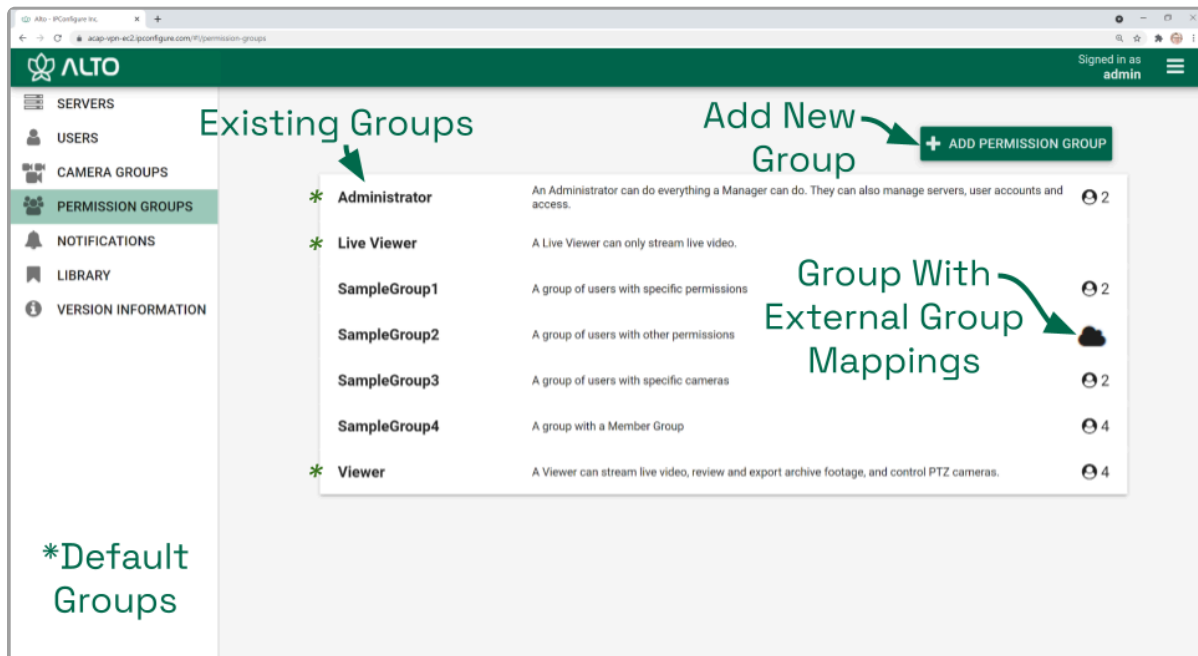 Alto - IPConfigure Inc.
acap-vpn-ec2.ipconfigure.com/#!/permission-groups
ALTO
Signed in as
admin
SERVERS
USERS
CAMERA GROUPS
PERMISSION GROUPS
NOTIFICATIONS
LIBRARY
VERSION INFORMATION
Existing Groups
Add New
Group
+ ADD PERMISSION GROUP
* Administrator An Administrator can do everything a Manager can do. They can also manage servers, user accounts and
access. 2
* Live Viewer A Live Viewer can only stream live video.
SampleGroup1 A group of users with specific permissions 2
SampleGroup2 A group of users with other permissions
SampleGroup3 A group of users with specific cameras 2
SampleGroup4 A group with a Member Group 4
* Viewer A Viewer can stream live video, review and export archive footage, and control PTZ cameras. 4
Group With
External Group
Mappings
*Default
Groups